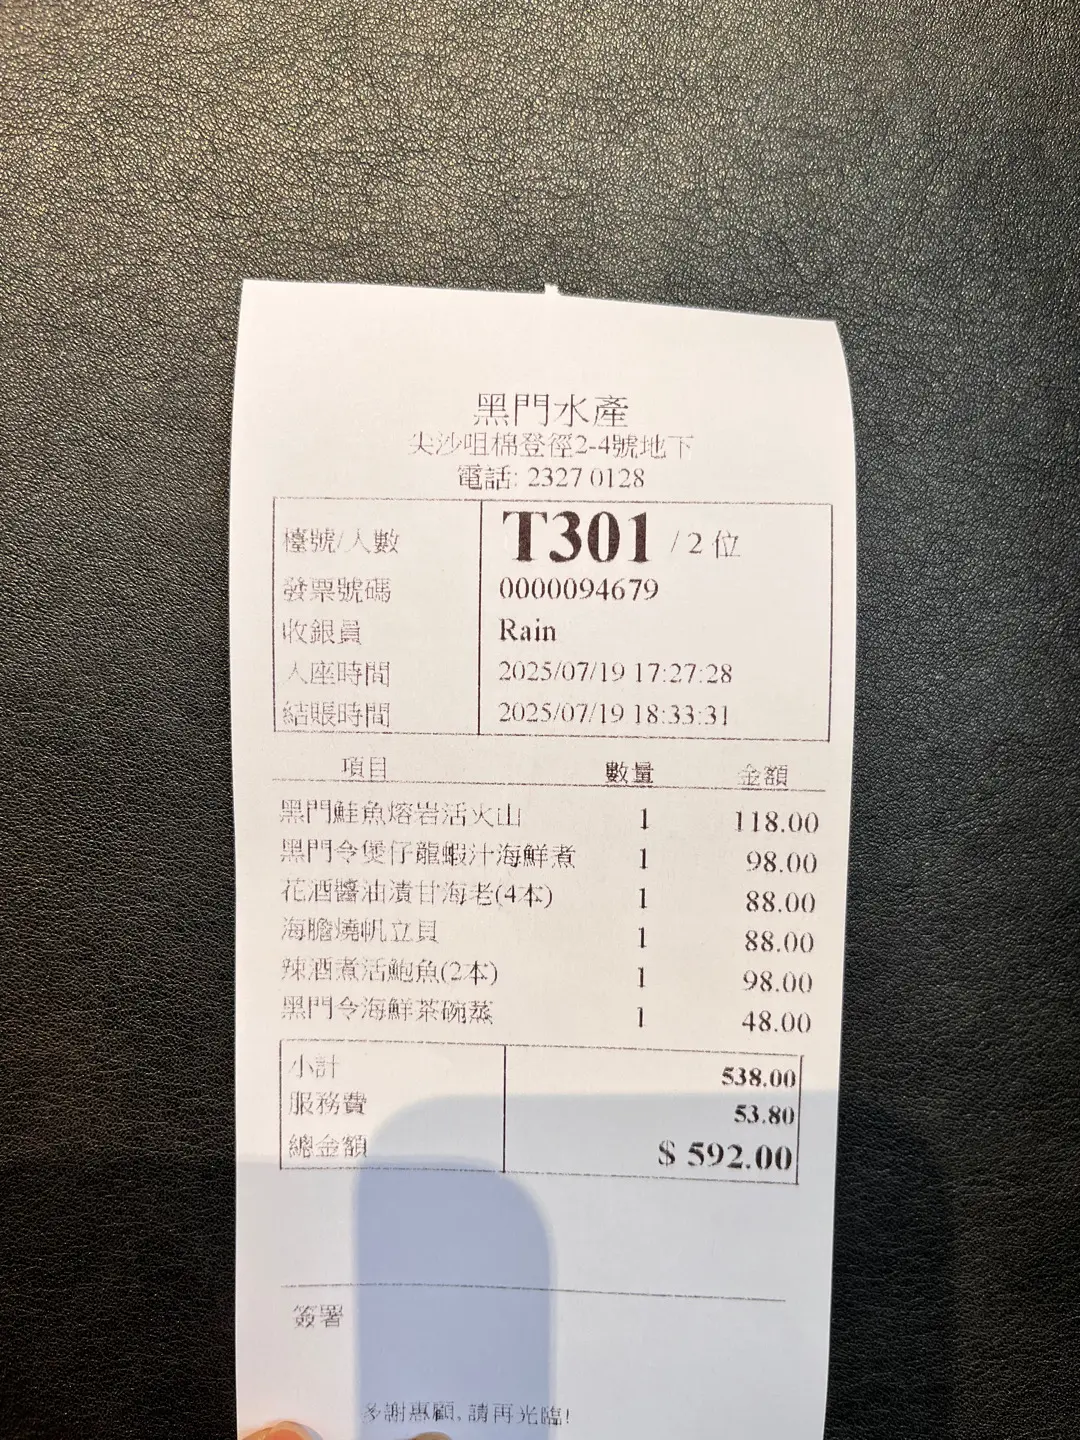 黑門水產
尖沙咀棉登徑2-4號地下
電話: 2327 0128
檯號/人數 T301 / 2 位
發票號碼 0000094679
收銀員 Rain
入座時間 2025/07/19 17:27:28
結賬時間 2025/07/19 18:33:31
項目 數量 金額
黑門鮭魚熔岩活火山 1 118.00
黑門令煲仔龍蝦汁海鮮煮 1 98.00
花酒醬油漬甘海老(4本) 1 88.00
海膽燒帆立貝 1 88.00
辣酒煮活鮑魚(2本) 1 98.00
黑門令海鮮茶碗蒸 1 48.00
小計 538.00
服務費 53.80
總金額 $ 592.00
簽署
多謝惠顧, 請再光臨!